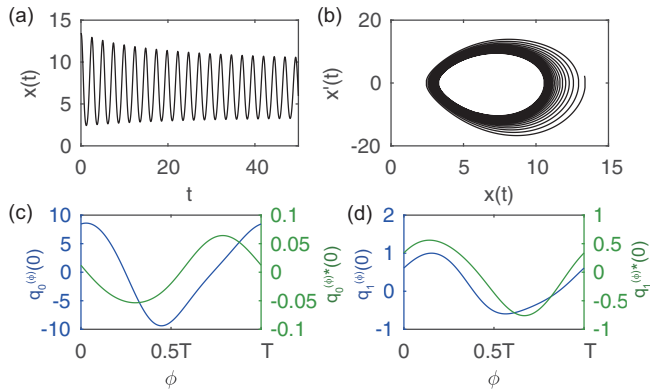 (a)
15
10
5
0
x(t)
0
20
40
t
(b)
20
0
-20
x'(t)
0
5
10
15
x(t)
(c)
10
5
0
-5
-10
q₀⁽ᶲ⁾(0)
0.1
0.05
0
-0.05
-0.1
q₀⁽ᶲ⁾*(0)
0
0.5T
T
ϕ
(d)
2
1
0
-1
q₁⁽ᶲ⁾(0)
1
0.5
0
-0.5
-1
q₁⁽ᶲ⁾*(0)
0
0.5T
T
ϕ